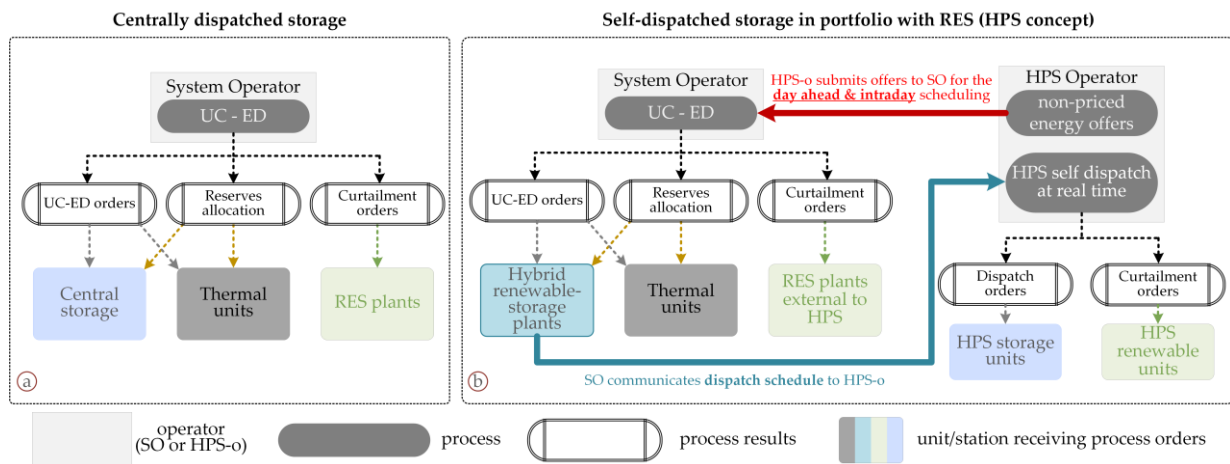 Centrally dispatched storage
System Operator
UC - ED
UC-ED orders
Reserves
allocation
Curtailment
orders
Central
storage
Thermal
units
RES plants
a
Self-dispatched storage in portfolio with RES (HPS concept)
System Operator
UC - ED
HPS-o submits offers to SO for the
day ahead & intraday scheduling
HPS Operator
non-priced
energy offers
HPS self dispatch
at real time
UC-ED orders
Reserves
allocation
Curtailment
orders
Hybrid
renewable-
storage
plants
Thermal
units
RES plants
external to
HPS
Dispatch
orders
Curtailment
orders
HPS storage
units
HPS
renewable
units
b
SO communicates dispatch schedule to HPS-o
operator
(SO or HPS-o)
process
process results
unit/station receiving process orders